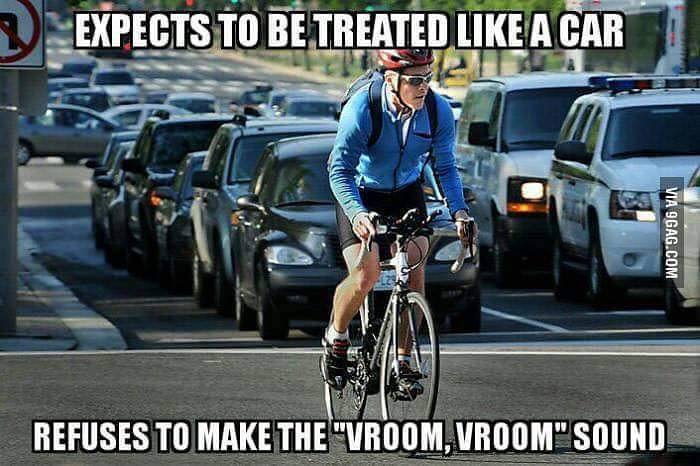 EXPECTS TO BE TREATED LIKE A CAR
VIA 9GAG.COM
REFUSES TO MAKE THE "VROOM, VROOM" SOUND